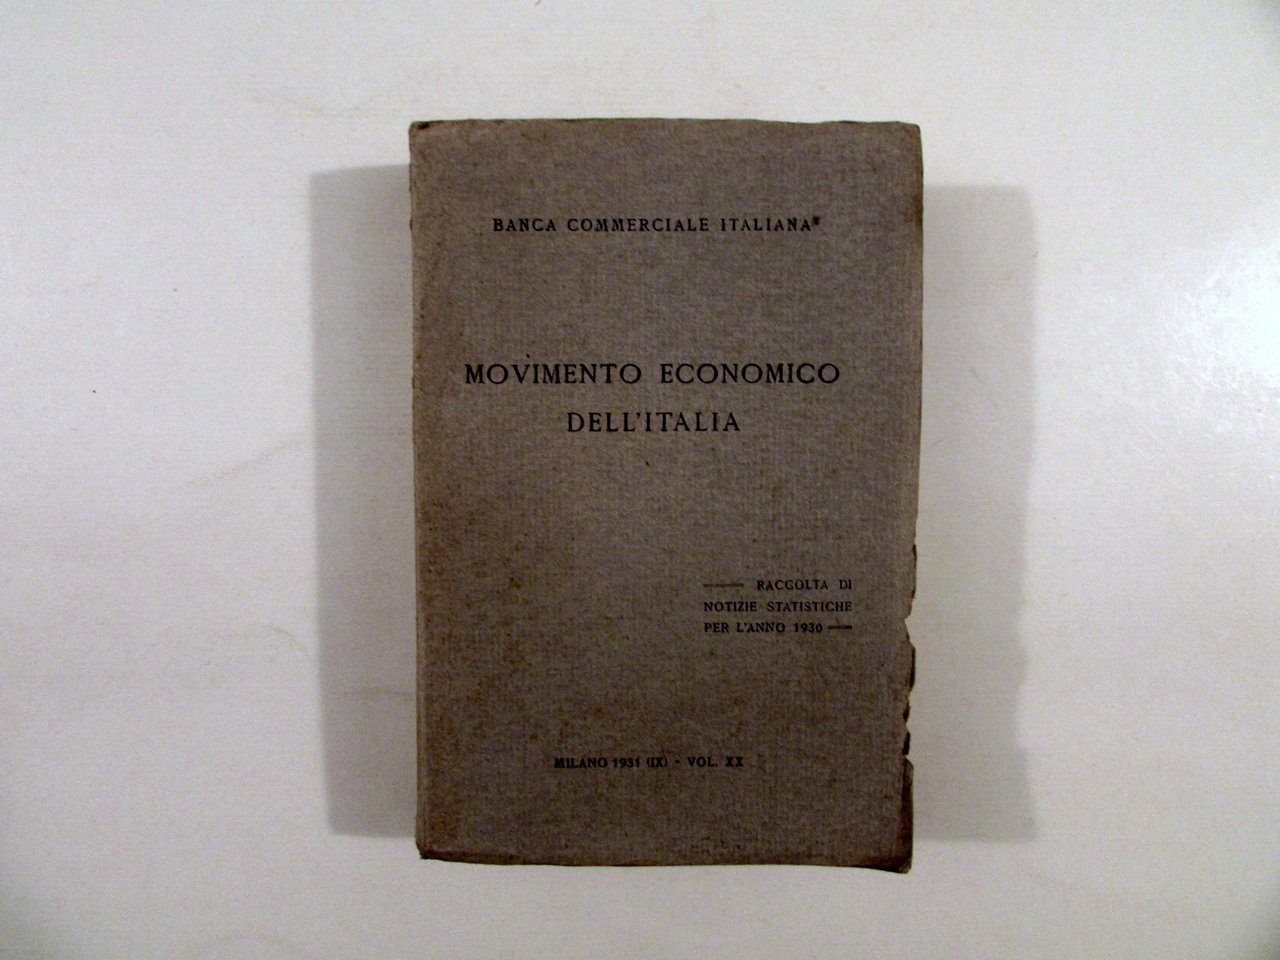 BANCA COMMERCIALE ITALIANA
MOVIMENTO ECONOMICO
DELL'ITALIA
RACCOLTA DI
NOTIZIE STATISTICHE
PER L'ANNO 1930
MILANO 1931 (IX) - VOL. XX